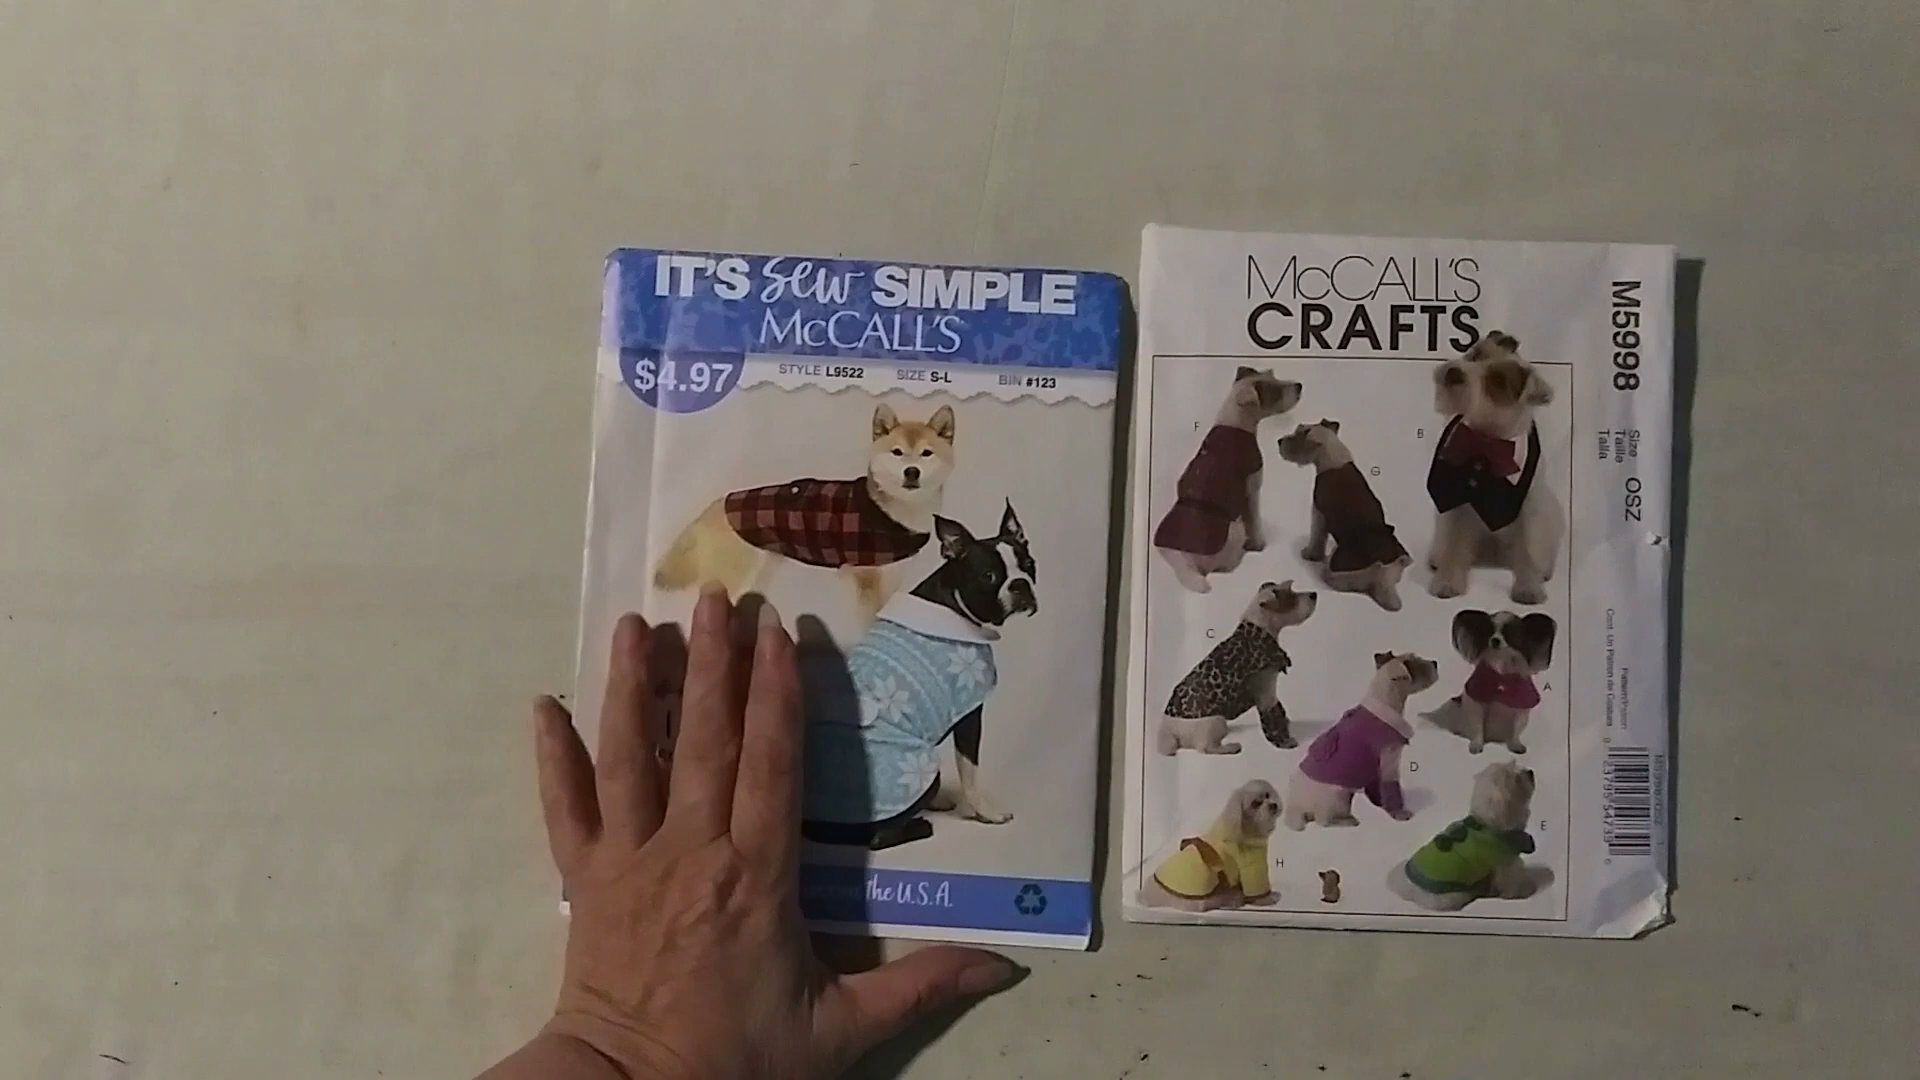 IT'S sew SIMPLE
McCALL'S
$4.97
STYLE L9522 SIZE S-L BIN #123
the U.S.A.
McCALL'S
CRAFTS
M5998
Size
Taille OSZ
Talla
F
G
B
C
A
D
E
H